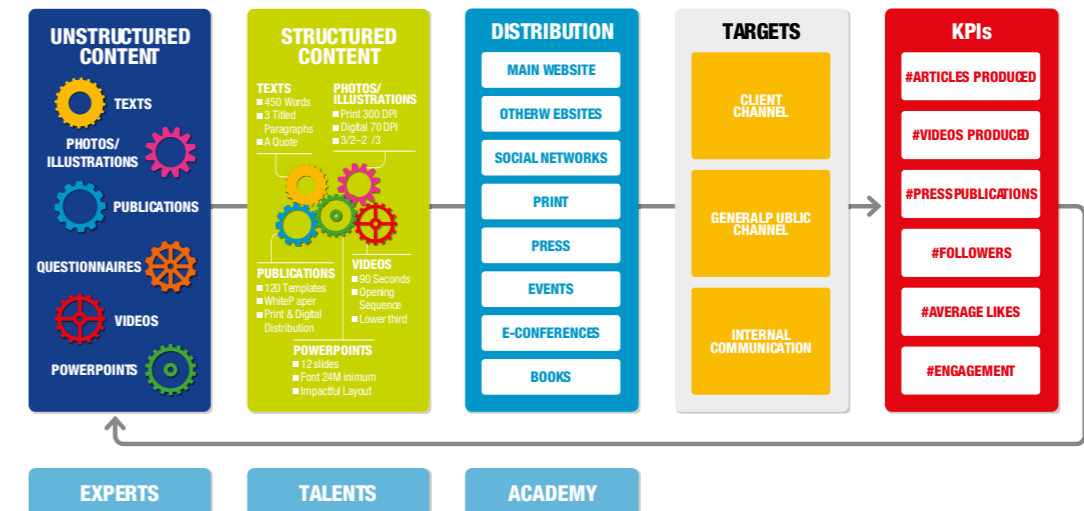 UNSTRUCTURED
CONTENT
TEXTS
PHOTOS/
ILLUSTRATIONS
PUBLICATIONS
QUESTIONNAIRES
VIDEOS
POWERPOINTS
STRUCTURED
CONTENT
TEXTS
■ 450 Words
■ 3 Titled
Paragraphs
■ A Quote
PHOTOS/
ILLUSTRATIONS
■ Print 300 DPI
■ Digital 70 DPI
■ 3/2–2 /3
PUBLICATIONS
■ 120 Templates
■ WhiteP aper
■ Print & Digital
Distribution
VIDEOS
■ 90 Seconds
■ Opening
Sequence
■ Lower third
POWERPOINTS
■ 12 slides
■ Font 24M inimum
■ Impactful Layout
DISTRIBUTION
MAIN WEBSITE
OTHERW EBSITES
SOCIAL NETWORKS
PRINT
PRESS
EVENTS
E-CONFERENCES
BOOKS
TARGETS
CLIENT
CHANNEL
GENERALP UBLIC
CHANNEL
INTERNAL
COMMUNICATION
KPIs
#ARTICLES PRODUCED
#VIDEOS PRODUCED
#PRESS PUBLICATIONS
#FOLLOWERS
#AVERAGE LIKES
#ENGAGEMENT
EXPERTS
TALENTS
ACADEMY